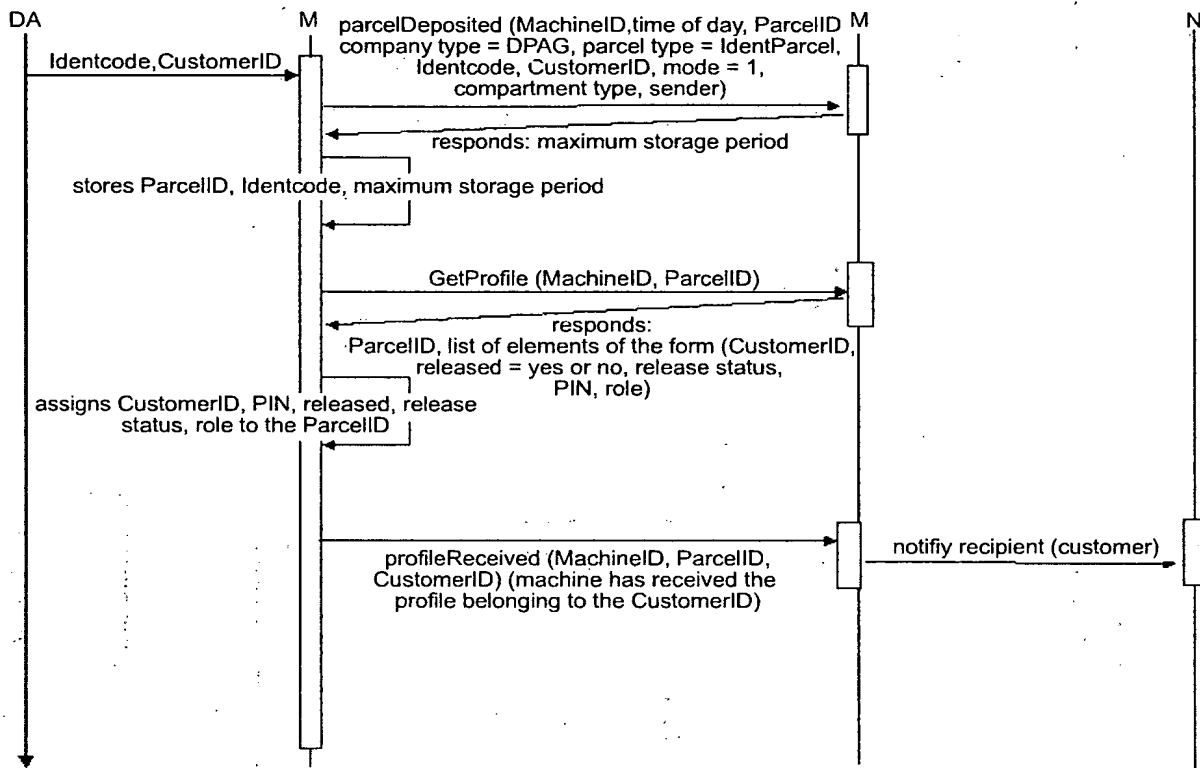 DA
M
M
N
parcelDeposited (MachineID,time of day, ParcelID
company type = DPAG, parcel type = IdentParcel,
Identcode, CustomerID, mode = 1,
compartment type, sender)
Identcode,CustomerID
responds: maximum storage period
stores ParcelID, Identcode, maximum storage period
GetProfile (MachineID, ParcelID)
responds:
ParcelID, list of elements of the form (CustomerID,
released = yes or no, release status,
PIN, role)
assigns CustomerID, PIN, released, release
status, role to the ParcelID
profileReceived (MachineID, ParcelID,
CustomerID) (machine has received the
profile belonging to the CustomerID)
notifiy recipient (customer)